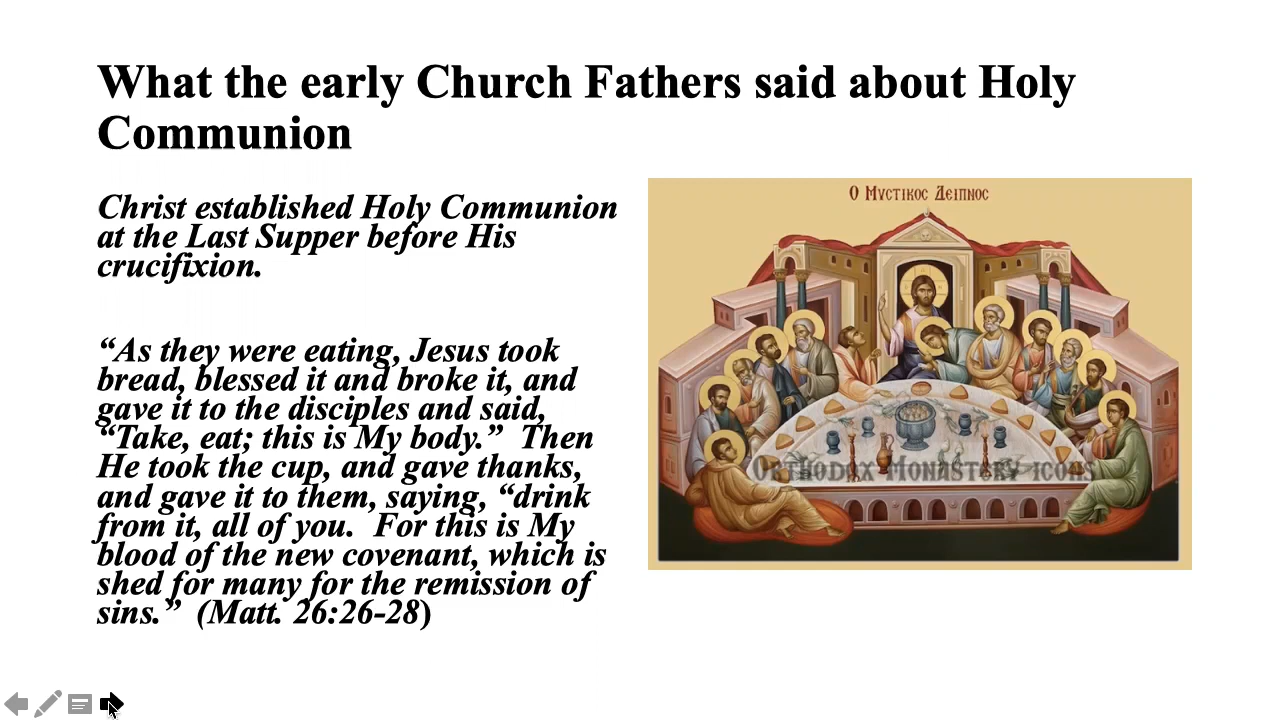 What the early Church Fathers said about Holy
Communion
Christ established Holy Communion
at the Last Supper before His
crucifixion.
“As they were eating, Jesus took
bread, blessed it and broke it, and
gave it to the disciples and said,
“Take, eat; this is My body.”  Then
He took the cup, and gave thanks,
and gave it to them, saying, “drink
from it, all of you.  For this is My
blood of the new covenant, which is
shed for many for the remission of
sins.”  (Matt. 26:26-28)
Ο Μυςτικος Δειπνος
Orthodox Monastery icons